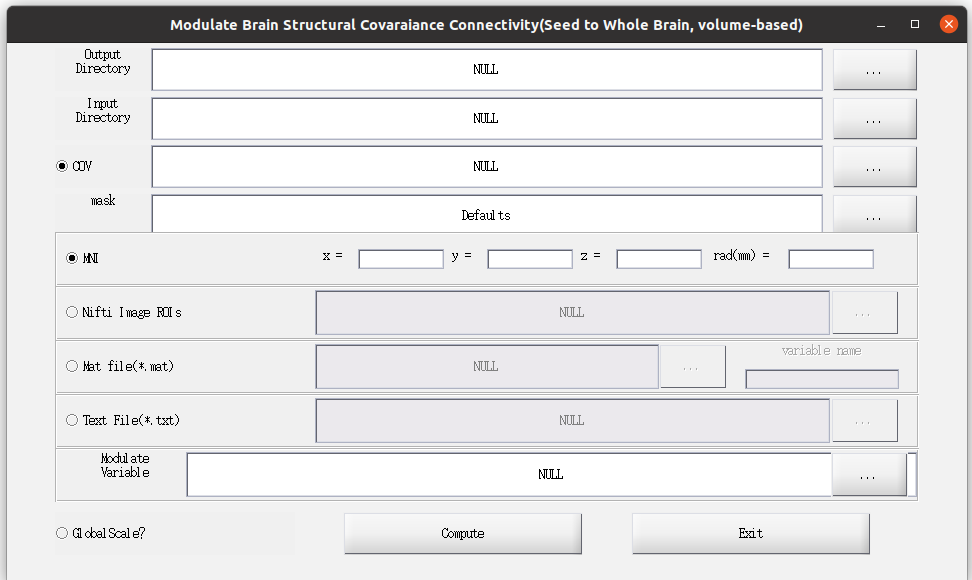 Modulate Brain Structural Covaraiance Connectivity(Seed to Whole Brain, volume-based)
Output
Directory
NULL
...
Input
Directory
NULL
...
COV
NULL
...
mask
Defaults
...
MNI
x =
y =
z =
rad(mm) =
Nifti Image ROIs
NULL
...
Mat file(*.mat)
NULL
...
variable name
Text File(*.txt)
NULL
...
Modulate
Variable
NULL
...
GlobalScale?
Compute
Exit